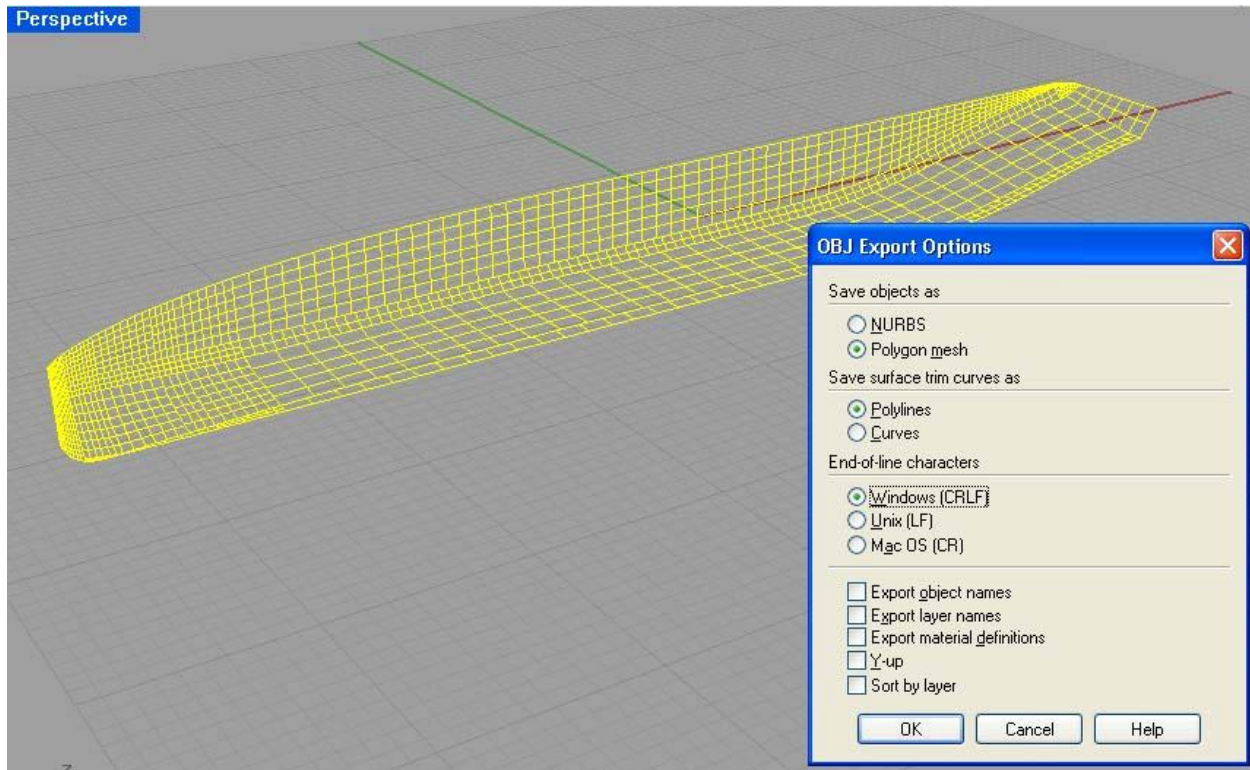 Perspective
OBJ Export Options
Save objects as
NURBS
Polygon mesh
Save surface trim curves as
Polylines
Curves
End-of-line characters
Windows (CRLF)
Unix (LF)
Mac OS (CR)
Export object names
Export layer names
Export material definitions
Y-up
Sort by layer
OK
Cancel
Help